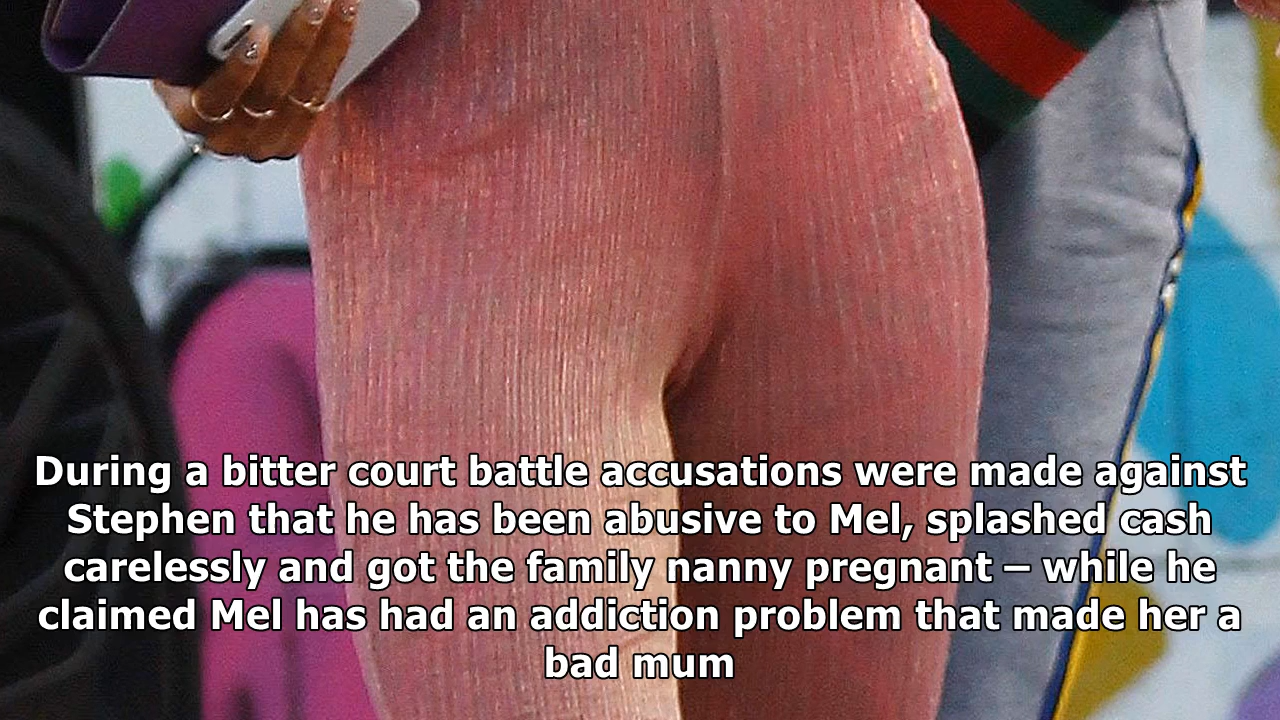 During a bitter court battle accusations were made against
Stephen that he has been abusive to Mel, splashed cash
carelessly and got the family nanny pregnant – while he
claimed Mel has had an addiction problem that made her a
bad mum